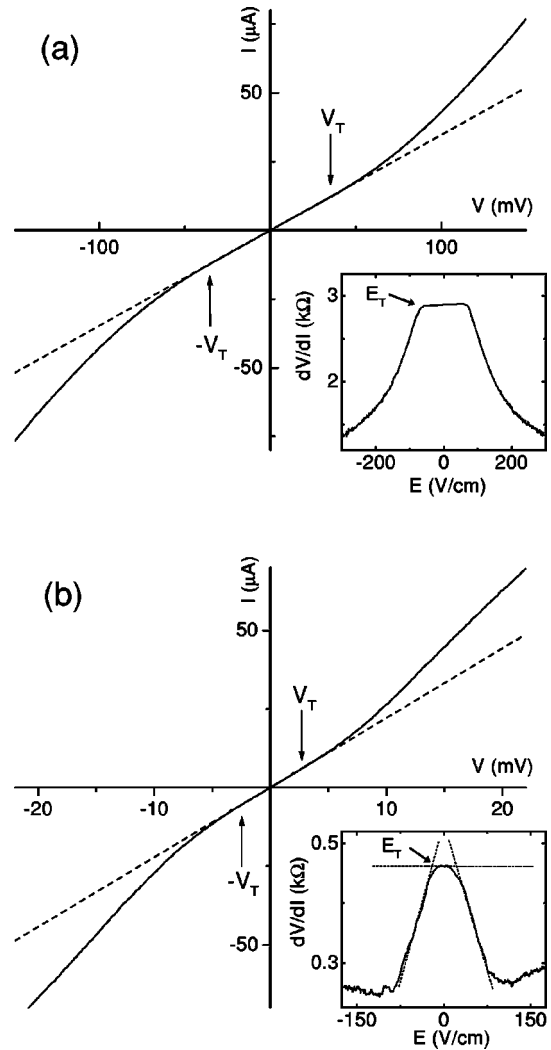 (a)
I (μA)
50
V_T
V (mV)
-100
100
-V_T
-50
3
E_T
dV/dI (kΩ)
2
-200
0
200
E (V/cm)
(b)
I (μA)
50
V_T
V (mV)
-20
-10
10
20
-V_T
-50
0.5
E_T
dV/dI (kΩ)
0.3
-150
0
150
E (V/cm)